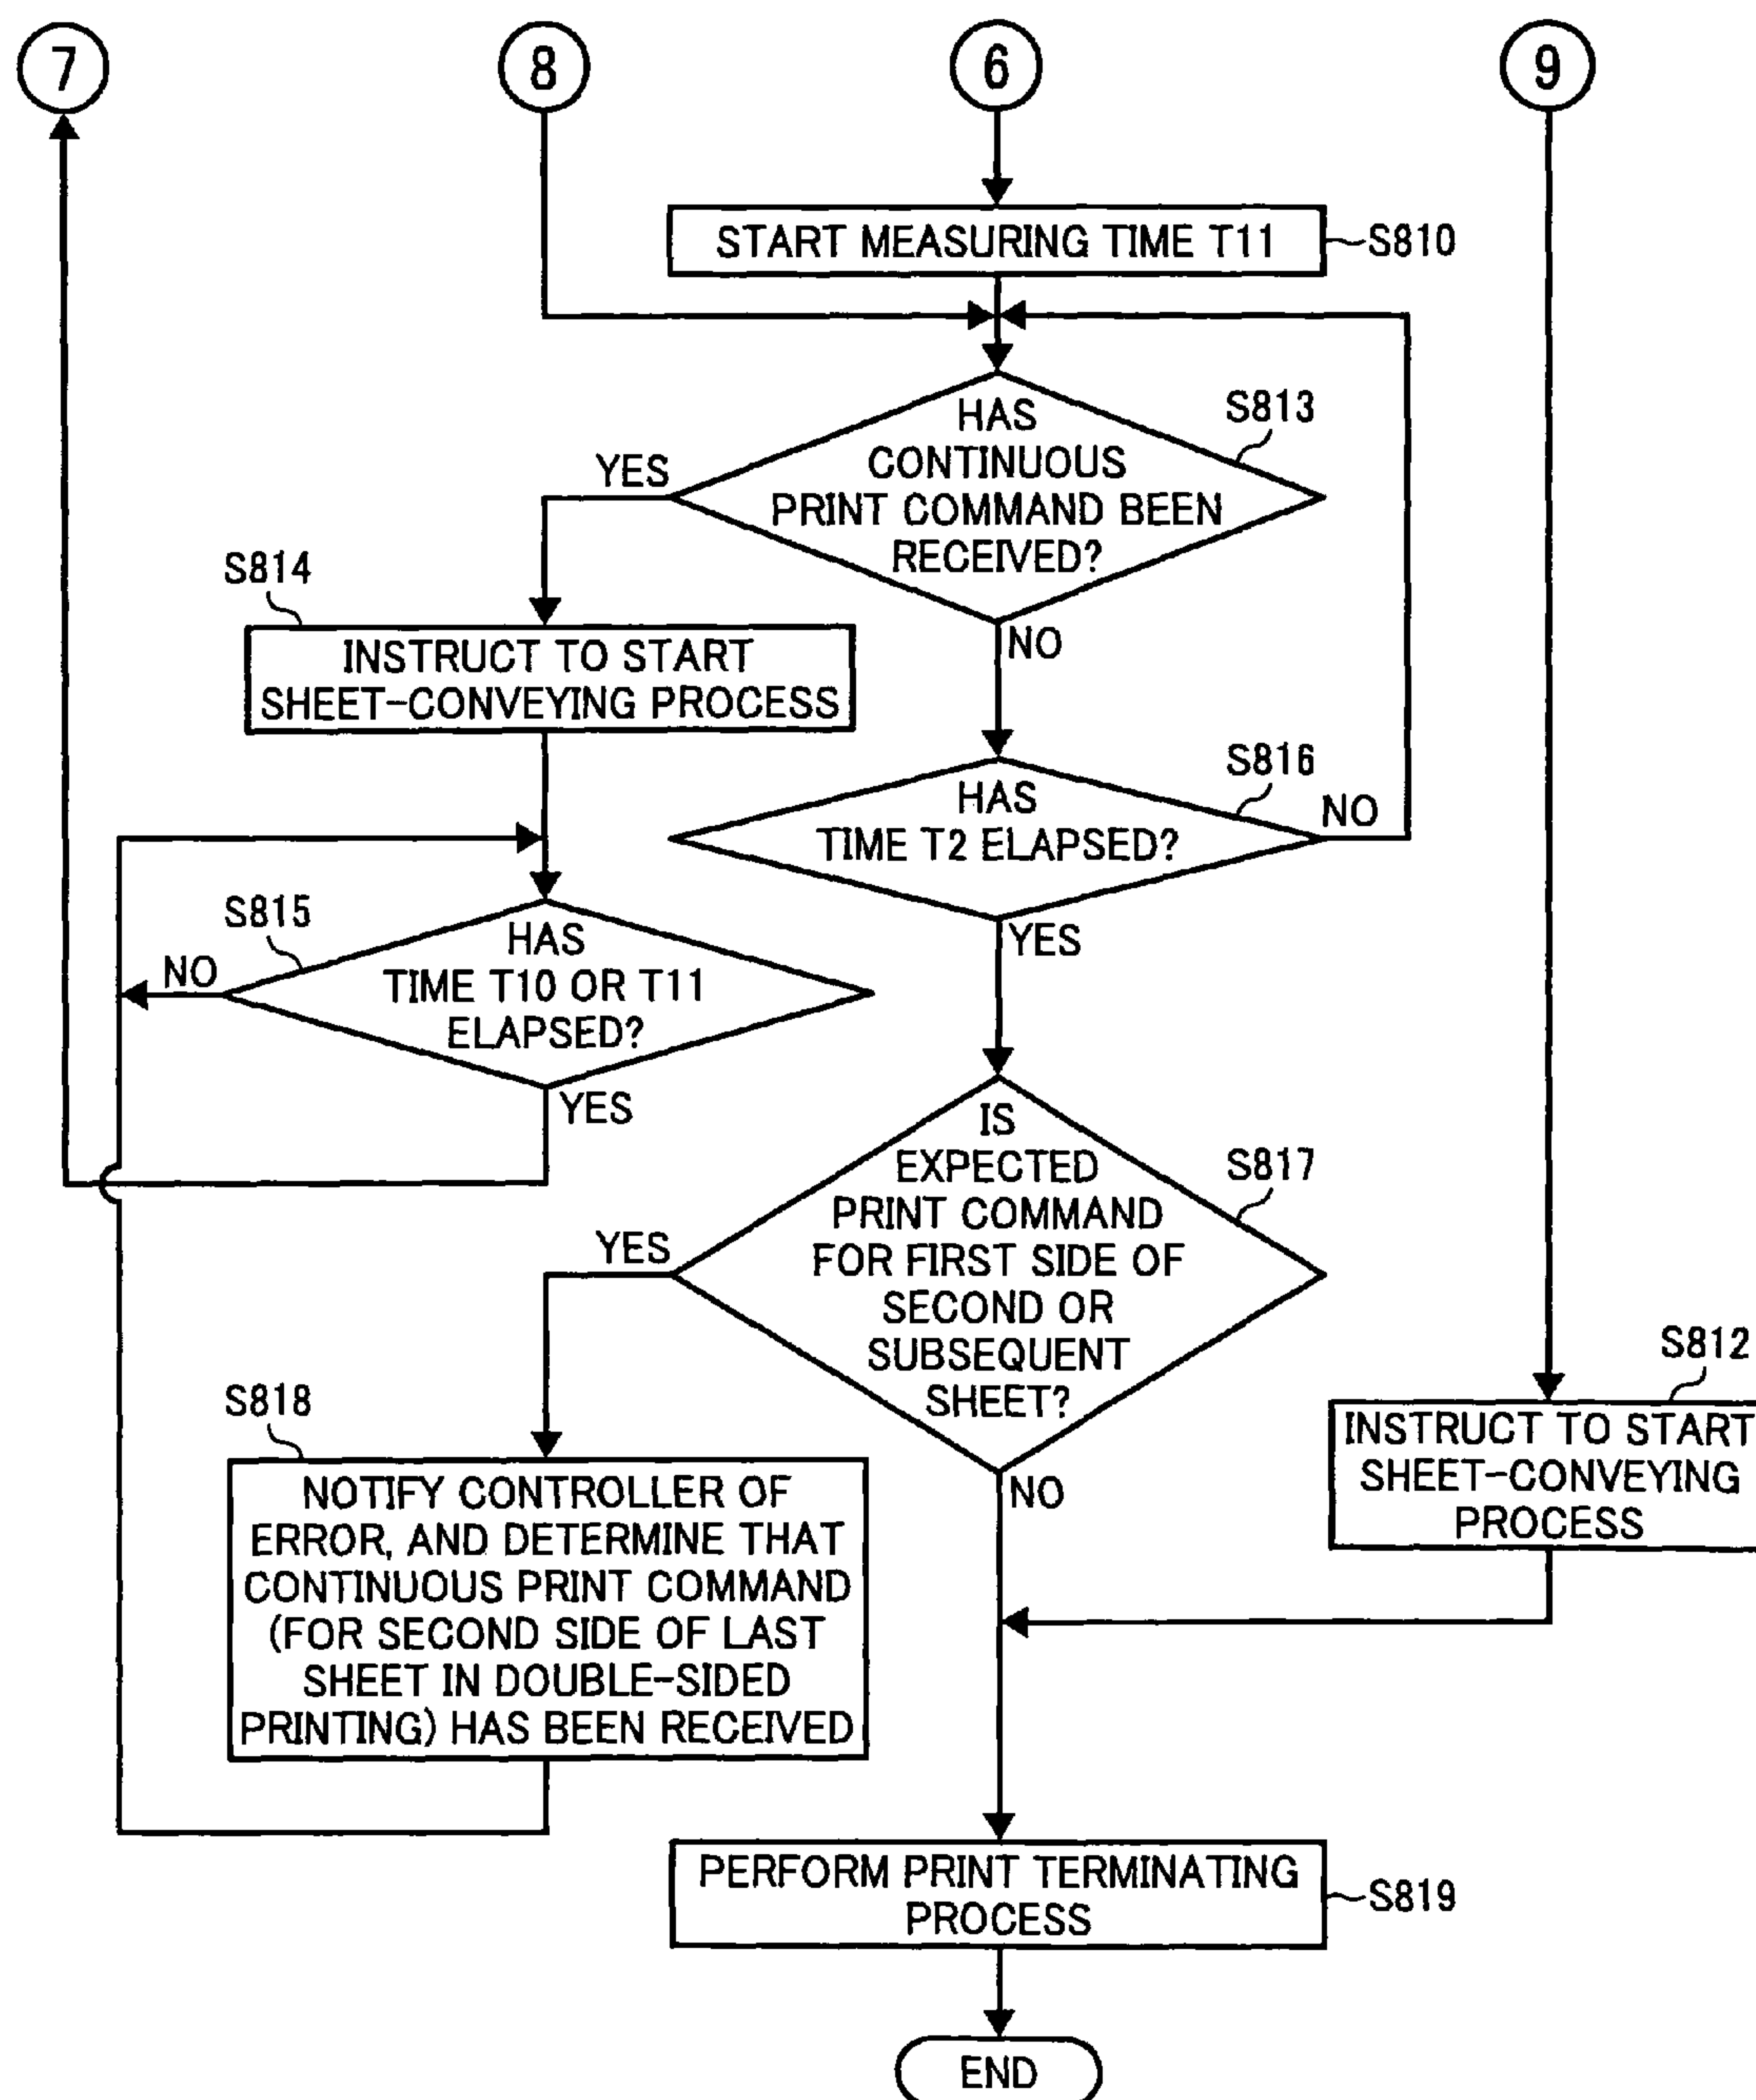 7
8
6
9
START MEASURING TIME T11
S810
HAS
CONTINUOUS
PRINT COMMAND BEEN
RECEIVED?
S813
YES
NO
S814
INSTRUCT TO START
SHEET-CONVEYING PROCESS
HAS
TIME T2 ELAPSED?
S816
NO
YES
S815
HAS
TIME T10 OR T11
ELAPSED?
NO
YES
IS
EXPECTED
PRINT COMMAND
FOR FIRST SIDE OF
SECOND OR
SUBSEQUENT
SHEET?
S817
YES
NO
S812
INSTRUCT TO START
SHEET-CONVEYING
PROCESS
S818
NOTIFY CONTROLLER OF
ERROR, AND DETERMINE THAT
CONTINUOUS PRINT COMMAND
(FOR SECOND SIDE OF LAST
SHEET IN DOUBLE-SIDED
PRINTING) HAS BEEN RECEIVED
PERFORM PRINT TERMINATING
PROCESS
S819
END